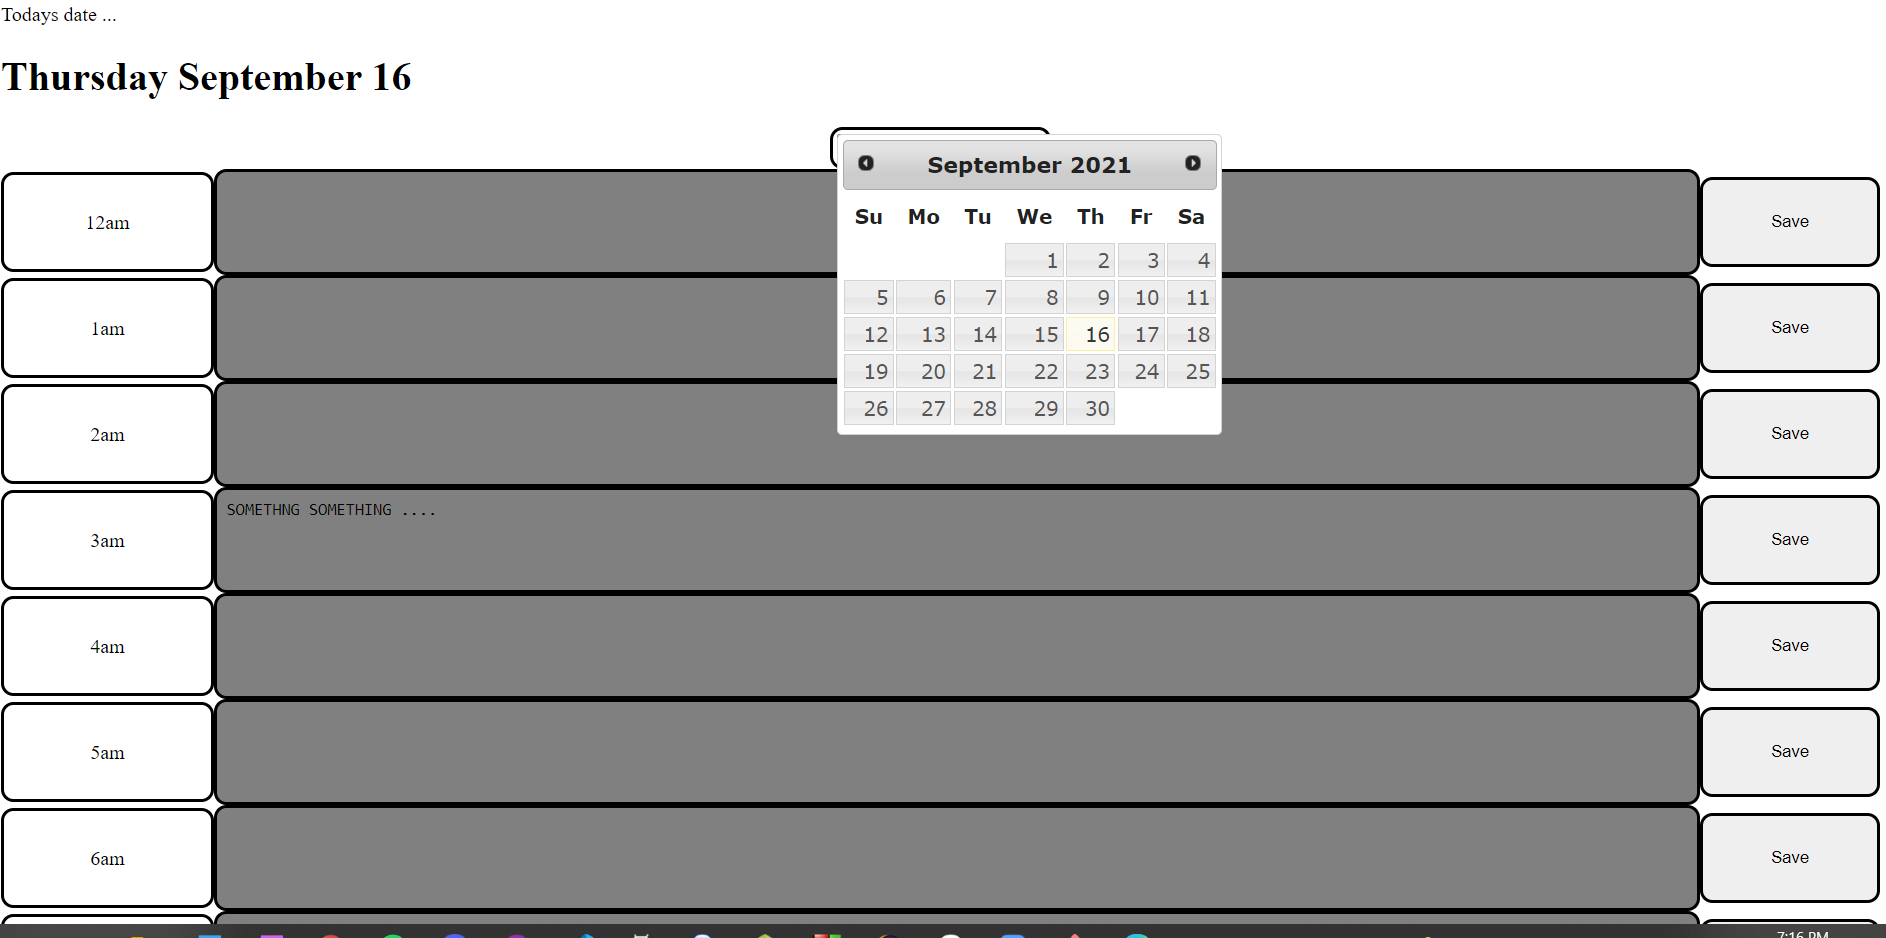 Todays date ...
Thursday September 16
September 2021
Su Mo Tu We Th Fr Sa
1 2 3 4
5 6 7 8 9 10 11
12 13 14 15 16 17 18
19 20 21 22 23 24 25
26 27 28 29 30
12am Save
1am Save
2am Save
3am SOMETHNG SOMETHING .... Save
4am Save
5am Save
6am Save
7:16 PM